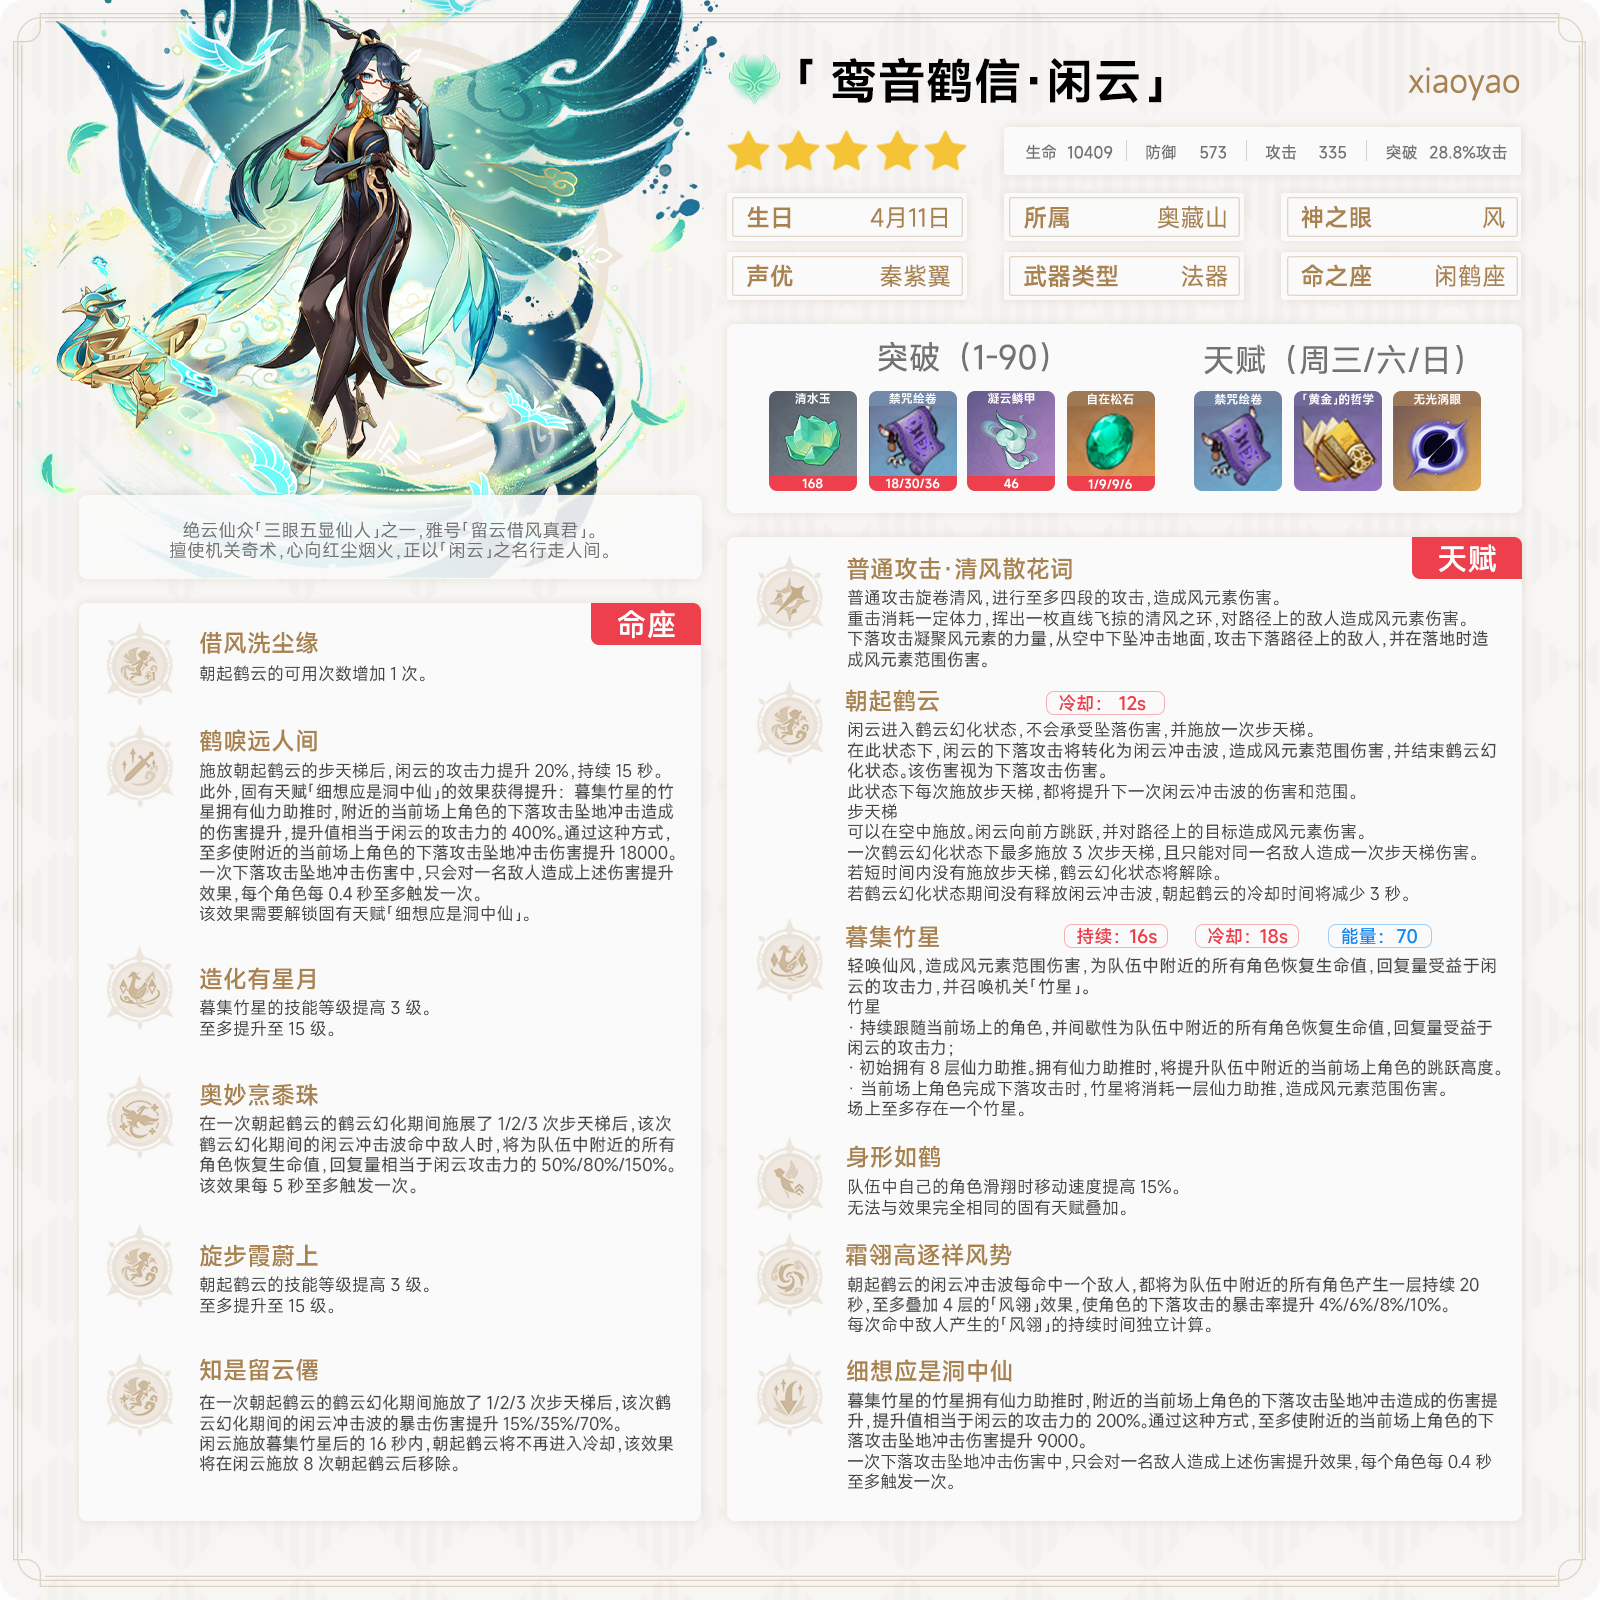 「鸾音鹤信·闲云」
xiaoyao
生命 10409 防御 573 攻击 335 突破 28.8%攻击
生日 4月11日
所属 奥藏山
神之眼 风
声优 秦紫翼
武器类型 法器
命之座 闲鹤座
突破（1-90）
清水玉 禁咒绘卷 凝云鳞甲 自在松石
168 18/30/36 46 1/9/9/6
天赋（周三/六/日）
禁咒绘卷 「黄金」的哲学 无光涡眼
绝云仙众「三眼五显仙人」之一,雅号「留云借风真君」。
擅使机关奇术,心向红尘烟火,正以「闲云」之名行走人间。
命座
借风洗尘缘
朝起鹤云的可用次数增加 1 次。
鹤唳远人间
施放朝起鹤云的步天梯后,闲云的攻击力提升 20%,持续 15 秒。
此外,固有天赋「细想应是洞中仙」的效果获得提升：暮集竹星的竹
星拥有仙力助推时,附近的当前场上角色的下落攻击坠地冲击造成
的伤害提升,提升值相当于闲云的攻击力的 400%。通过这种方式,
至多使附近的当前场上角色的下落攻击坠地冲击伤害提升 18000。
一次下落攻击坠地冲击伤害中,只会对一名敌人造成上述伤害提升
效果,每个角色每 0.4 秒至多触发一次。
该效果需要解锁固有天赋「细想应是洞中仙」。
造化有星月
暮集竹星的技能等级提高 3 级。
至多提升至 15 级。
奥妙烹黍珠
在一次朝起鹤云的鹤云幻化期间施展了 1/2/3 次步天梯后,该次
鹤云幻化期间的闲云冲击波命中敌人时,将为队伍中附近的所有
角色恢复生命值,回复量相当于闲云攻击力的 50%/80%/150%。
该效果每 5 秒至多触发一次。
旋步霞蔚上
朝起鹤云的技能等级提高 3 级。
至多提升至 15 级。
知是留云僊
在一次朝起鹤云的鹤云幻化期间施放了 1/2/3 次步天梯后,该次鹤
云幻化期间的闲云冲击波的暴击伤害提升 15%/35%/70%。
闲云施放暮集竹星后的 16 秒内,朝起鹤云将不再进入冷却,该效果
将在闲云施放 8 次朝起鹤云后移除。
天赋
普通攻击·清风散花词
普通攻击旋卷清风,进行至多四段的攻击,造成风元素伤害。
重击消耗一定体力,挥出一枚直线飞掠的清风之环,对路径上的敌人造成风元素伤害。
下落攻击凝聚风元素的力量,从空中下坠冲击地面,攻击下落路径上的敌人,并在落地时造
成风元素范围伤害。
朝起鹤云 冷却： 12s
闲云进入鹤云幻化状态,不会承受坠落伤害,并施放一次步天梯。
在此状态下,闲云的下落攻击将转化为闲云冲击波,造成风元素范围伤害,并结束鹤云幻
化状态。该伤害视为下落攻击伤害。
此状态下每次施放步天梯,都将提升下一次闲云冲击波的伤害和范围。
步天梯
可以在空中施放。闲云向前方跳跃,并对路径上的目标造成风元素伤害。
一次鹤云幻化状态下最多施放 3 次步天梯,且只能对同一名敌人造成一次步天梯伤害。
若短时间内没有施放步天梯,鹤云幻化状态将解除。
若鹤云幻化状态期间没有释放闲云冲击波,朝起鹤云的冷却时间将减少 3 秒。
暮集竹星 持续：16s 冷却：18s 能量：70
轻唤仙风,造成风元素范围伤害,为队伍中附近的所有角色恢复生命值,回复量受益于闲
云的攻击力,并召唤机关「竹星」。
竹星
· 持续跟随当前场上的角色,并间歇性为队伍中附近的所有角色恢复生命值,回复量受益于
闲云的攻击力;
· 初始拥有 8 层仙力助推。拥有仙力助推时,将提升队伍中附近的当前场上角色的跳跃高度。
· 当前场上角色完成下落攻击时,竹星将消耗一层仙力助推,造成风元素范围伤害。
场上至多存在一个竹星。
身形如鹤
队伍中自己的角色滑翔时移动速度提高 15%。
无法与效果完全相同的固有天赋叠加。
霜翎高逐祥风势
朝起鹤云的闲云冲击波每命中一个敌人,都将为队伍中附近的所有角色产生一层持续 20
秒,至多叠加 4 层的「风翎」效果,使角色的下落攻击的暴击率提升 4%/6%/8%/10%。
每次命中敌人产生的「风翎」的持续时间独立计算。
细想应是洞中仙
暮集竹星的竹星拥有仙力助推时,附近的当前场上角色的下落攻击坠地冲击造成的伤害提
升,提升值相当于闲云的攻击力的 200%。通过这种方式,至多使附近的当前场上角色的下
落攻击坠地冲击伤害提升 9000。
一次下落攻击坠地冲击伤害中,只会对一名敌人造成上述伤害提升效果,每个角色每 0.4 秒
至多触发一次。